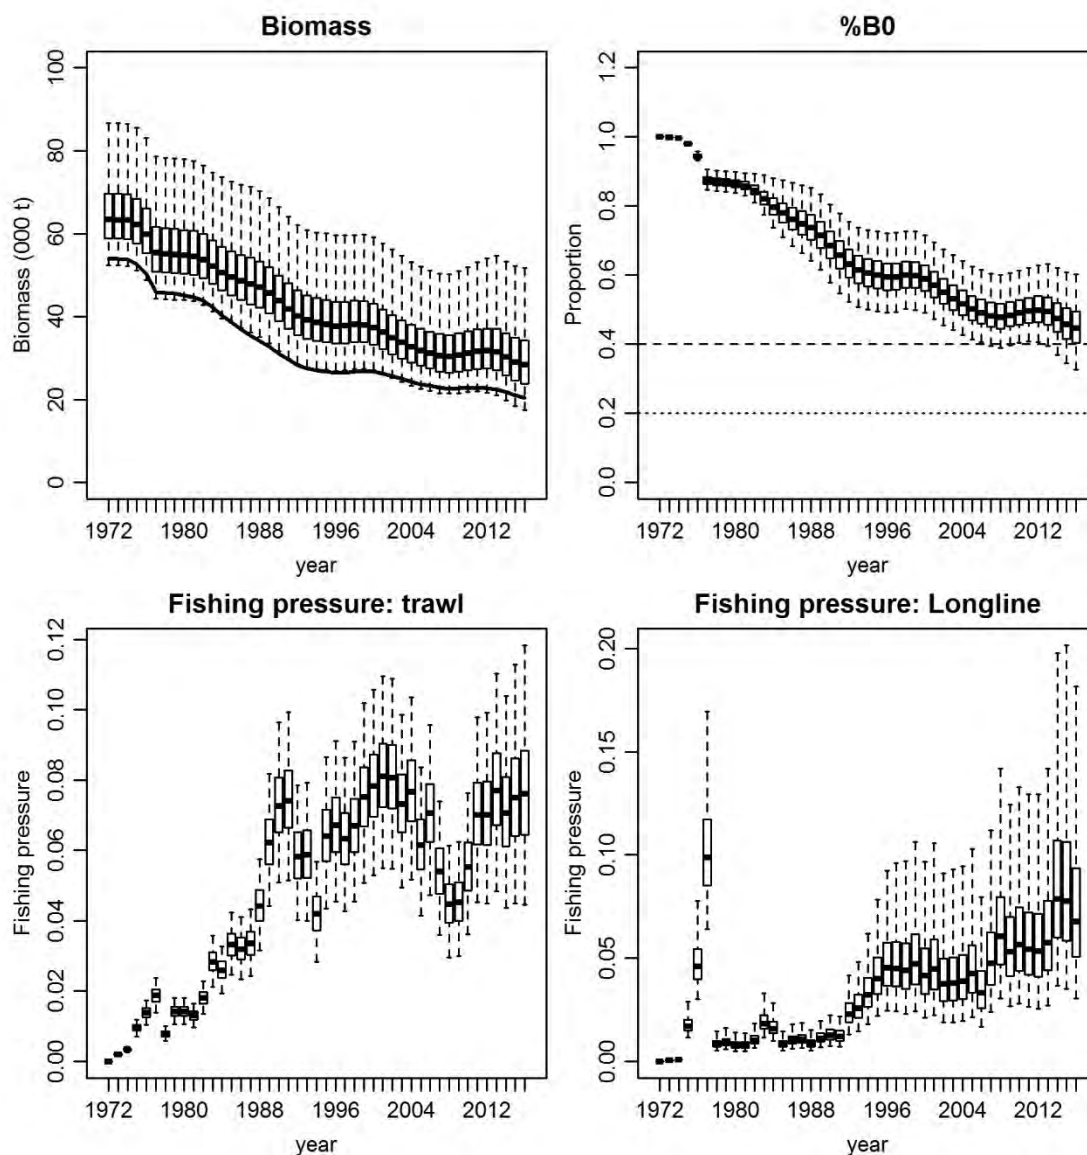 Biomass
%B0
Biomass (000 t)
100
80
60
40
20
0
1972 1980 1988 1996 2004 2012
year
Proportion
1.2
1.0
0.8
0.6
0.4
0.2
0.0
1972 1980 1988 1996 2004 2012
year
Fishing pressure: trawl
Fishing pressure: Longline
Fishing pressure
0.12
0.10
0.08
0.06
0.04
0.02
0.00
1972 1980 1988 1996 2004 2012
year
Fishing pressure
0.20
0.15
0.10
0.05
0.00
1972 1980 1988 1996 2004 2012
year